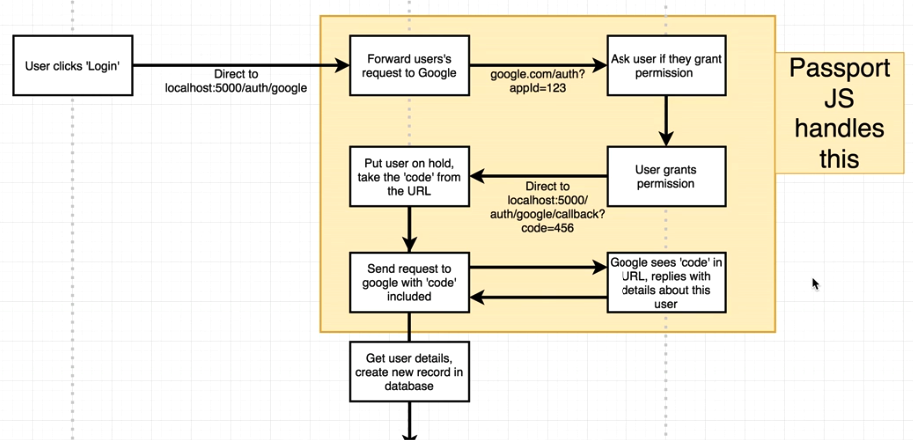 User clicks 'Login'
Direct to
localhost:5000/auth/google
Forward users's
request to Google
google.com/auth?
appId=123
Ask user if they grant
permission
Passport
JS
handles
this
Put user on hold,
take the 'code' from
the URL
Direct to
localhost:5000/
auth/google/callback?
code=456
User grants
permission
Send request to
google with 'code'
included
Google sees 'code' in
URL, replies with
details about this
user
Get user details,
create new record in
database